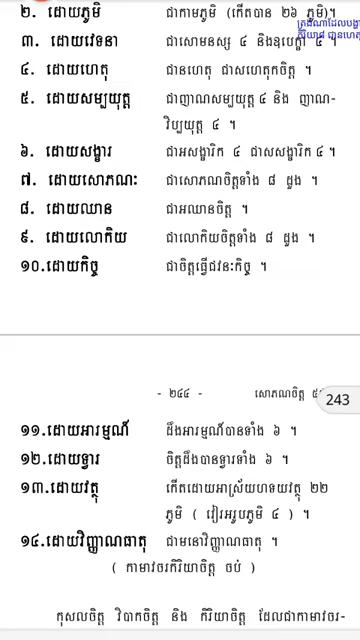 ២. ដោយភូមិ ជាកាមភូមិ (កើតបាន ២៦ ភូមិ)។
៣. ដោយវេទនា ជាសោមនស្ស ៤ និងឧបេក្ខា ៤ ។
៤. ដោយហេតុ ជានហេតុ ជាសហេតុកចិត្ត ។
៥. ដោយសម្បយុត្ត ជាញាណសម្បយុត្ត ៤ និង ញាណ-
វិប្បយុត្ត ៤ ។
៦. ដោយសង្ខារ ជាអសង្ខារិក ៤ ជាសសង្ខារិក ៤ ។
៧. ដោយសោភណៈ ជាសោភណចិត្តទាំង ៨ ដួង ។
៨. ដោយឈាន ជាអឈានចិត្ត ។
៩. ដោយលោកិយ ជាលោកិយចិត្តទាំង ៨ ដួង ។
១០.ដោយកិច្ច ជាចិត្តធ្វើជវនៈកិច្ច ។
- ២៤៤ - សោភណចិត្ត
243
១១.ដោយអារម្មណ៍ ដឹងអារម្មណ៍បានទាំង ៦ ។
១២.ដោយទ្វារ ចិត្តដឹងបានទ្វារទាំង ៦ ។
១៣.ដោយវត្ថុ កើតដោយអាស្រ័យហទយវត្ថុ ២២
ភូមិ ( វៀរអរូបភូមិ ៤ ) ។
១៤.ដោយវិញ្ញាណធាតុ ជាមនោវិញ្ញាណធាតុ ។
( កាមាវចរកិរិយាចិត្ត ចប់ )
កុសលចិត្ត វិបាកចិត្ត និង កិរិយាចិត្ត ដែលជាកាមាវចរ-